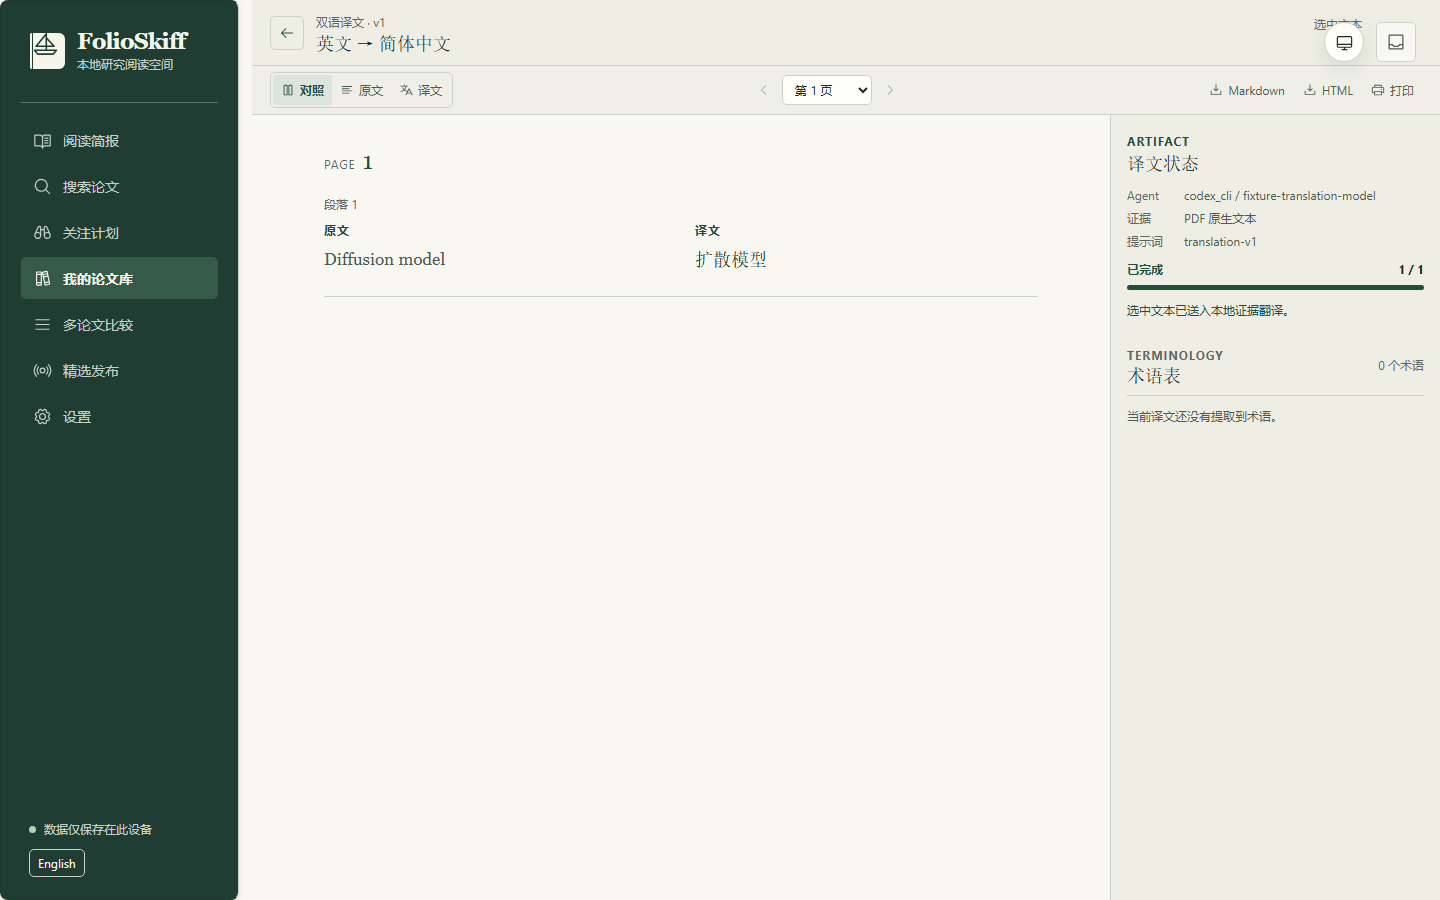 FolioSkiff
本地研究阅读空间
阅读简报
搜索论文
关注计划
我的论文库
多论文比较
精选发布
设置
数据仅保存在此设备
English
双语译文 · v1
英文 → 简体中文
选中文本
对照
原文
译文
第 1 页
Markdown
HTML
打印
PAGE 1
段落 1
原文
译文
Diffusion model
扩散模型
ARTIFACT
译文状态
Agent codex_cli / fixture-translation-model
证据 PDF 原生文本
提示词 translation-v1
已完成 1 / 1
选中文本已送入本地证据翻译。
TERMINOLOGY
术语表
0 个术语
当前译文还没有提取到术语。